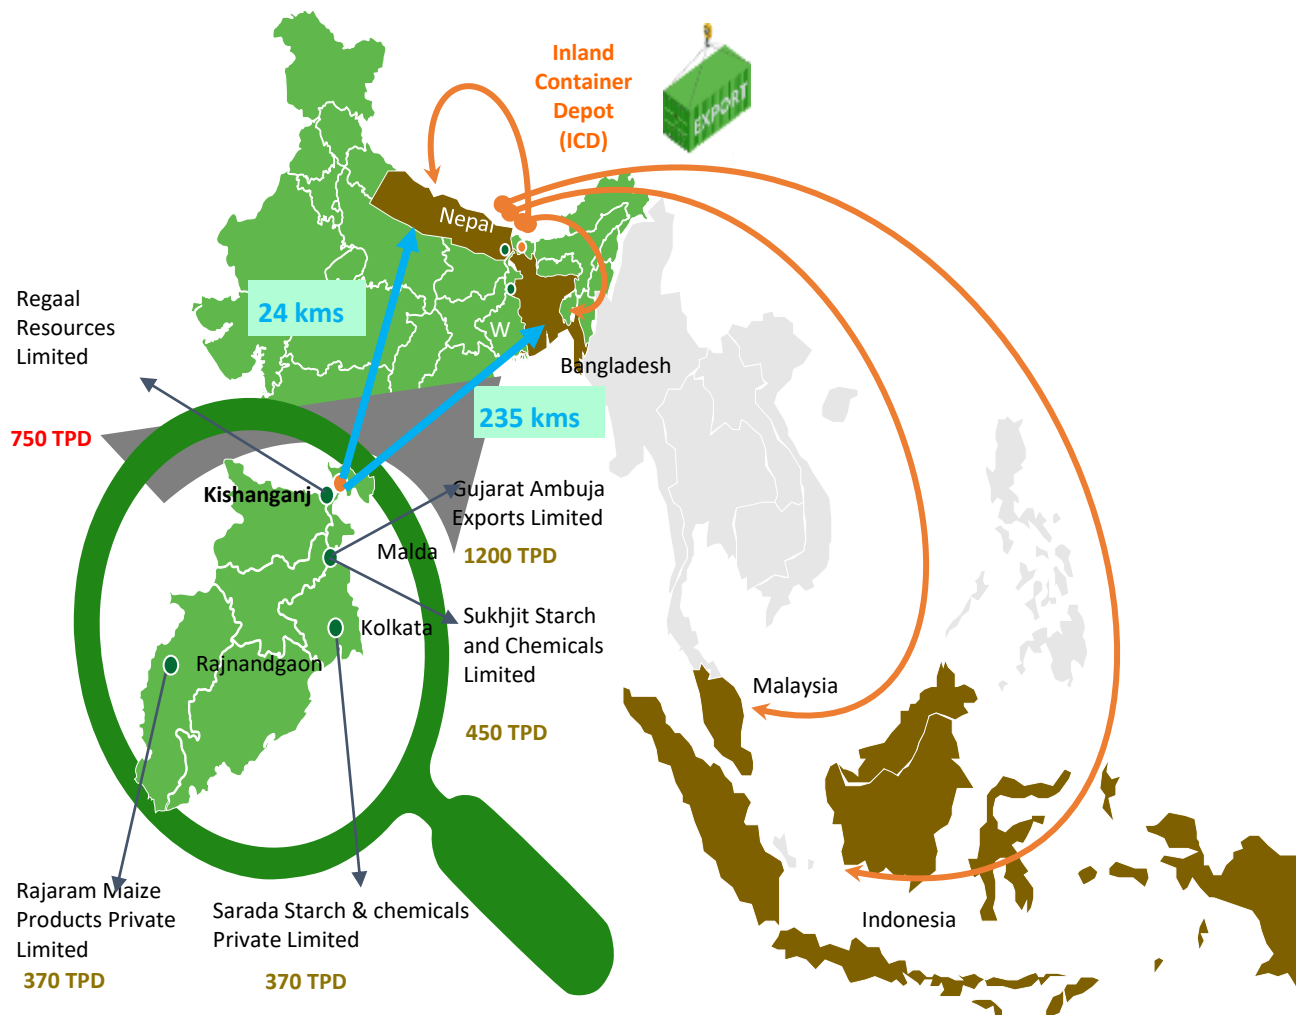 Inland
Container
Depot
(ICD)
EXPORT
Nepal
24 kms
W
Bangladesh
235 kms
Regaal
Resources
Limited
750 TPD
Kishanganj
Gujarat Ambuja
Exports Limited
1200 TPD
Malda
Sukhjit Starch
and Chemicals
Limited
450 TPD
Kolkata
Rajnandgaon
Malaysia
Indonesia
Rajaram Maize
Products Private
Limited
370 TPD
Sarada Starch & chemicals
Private Limited
370 TPD